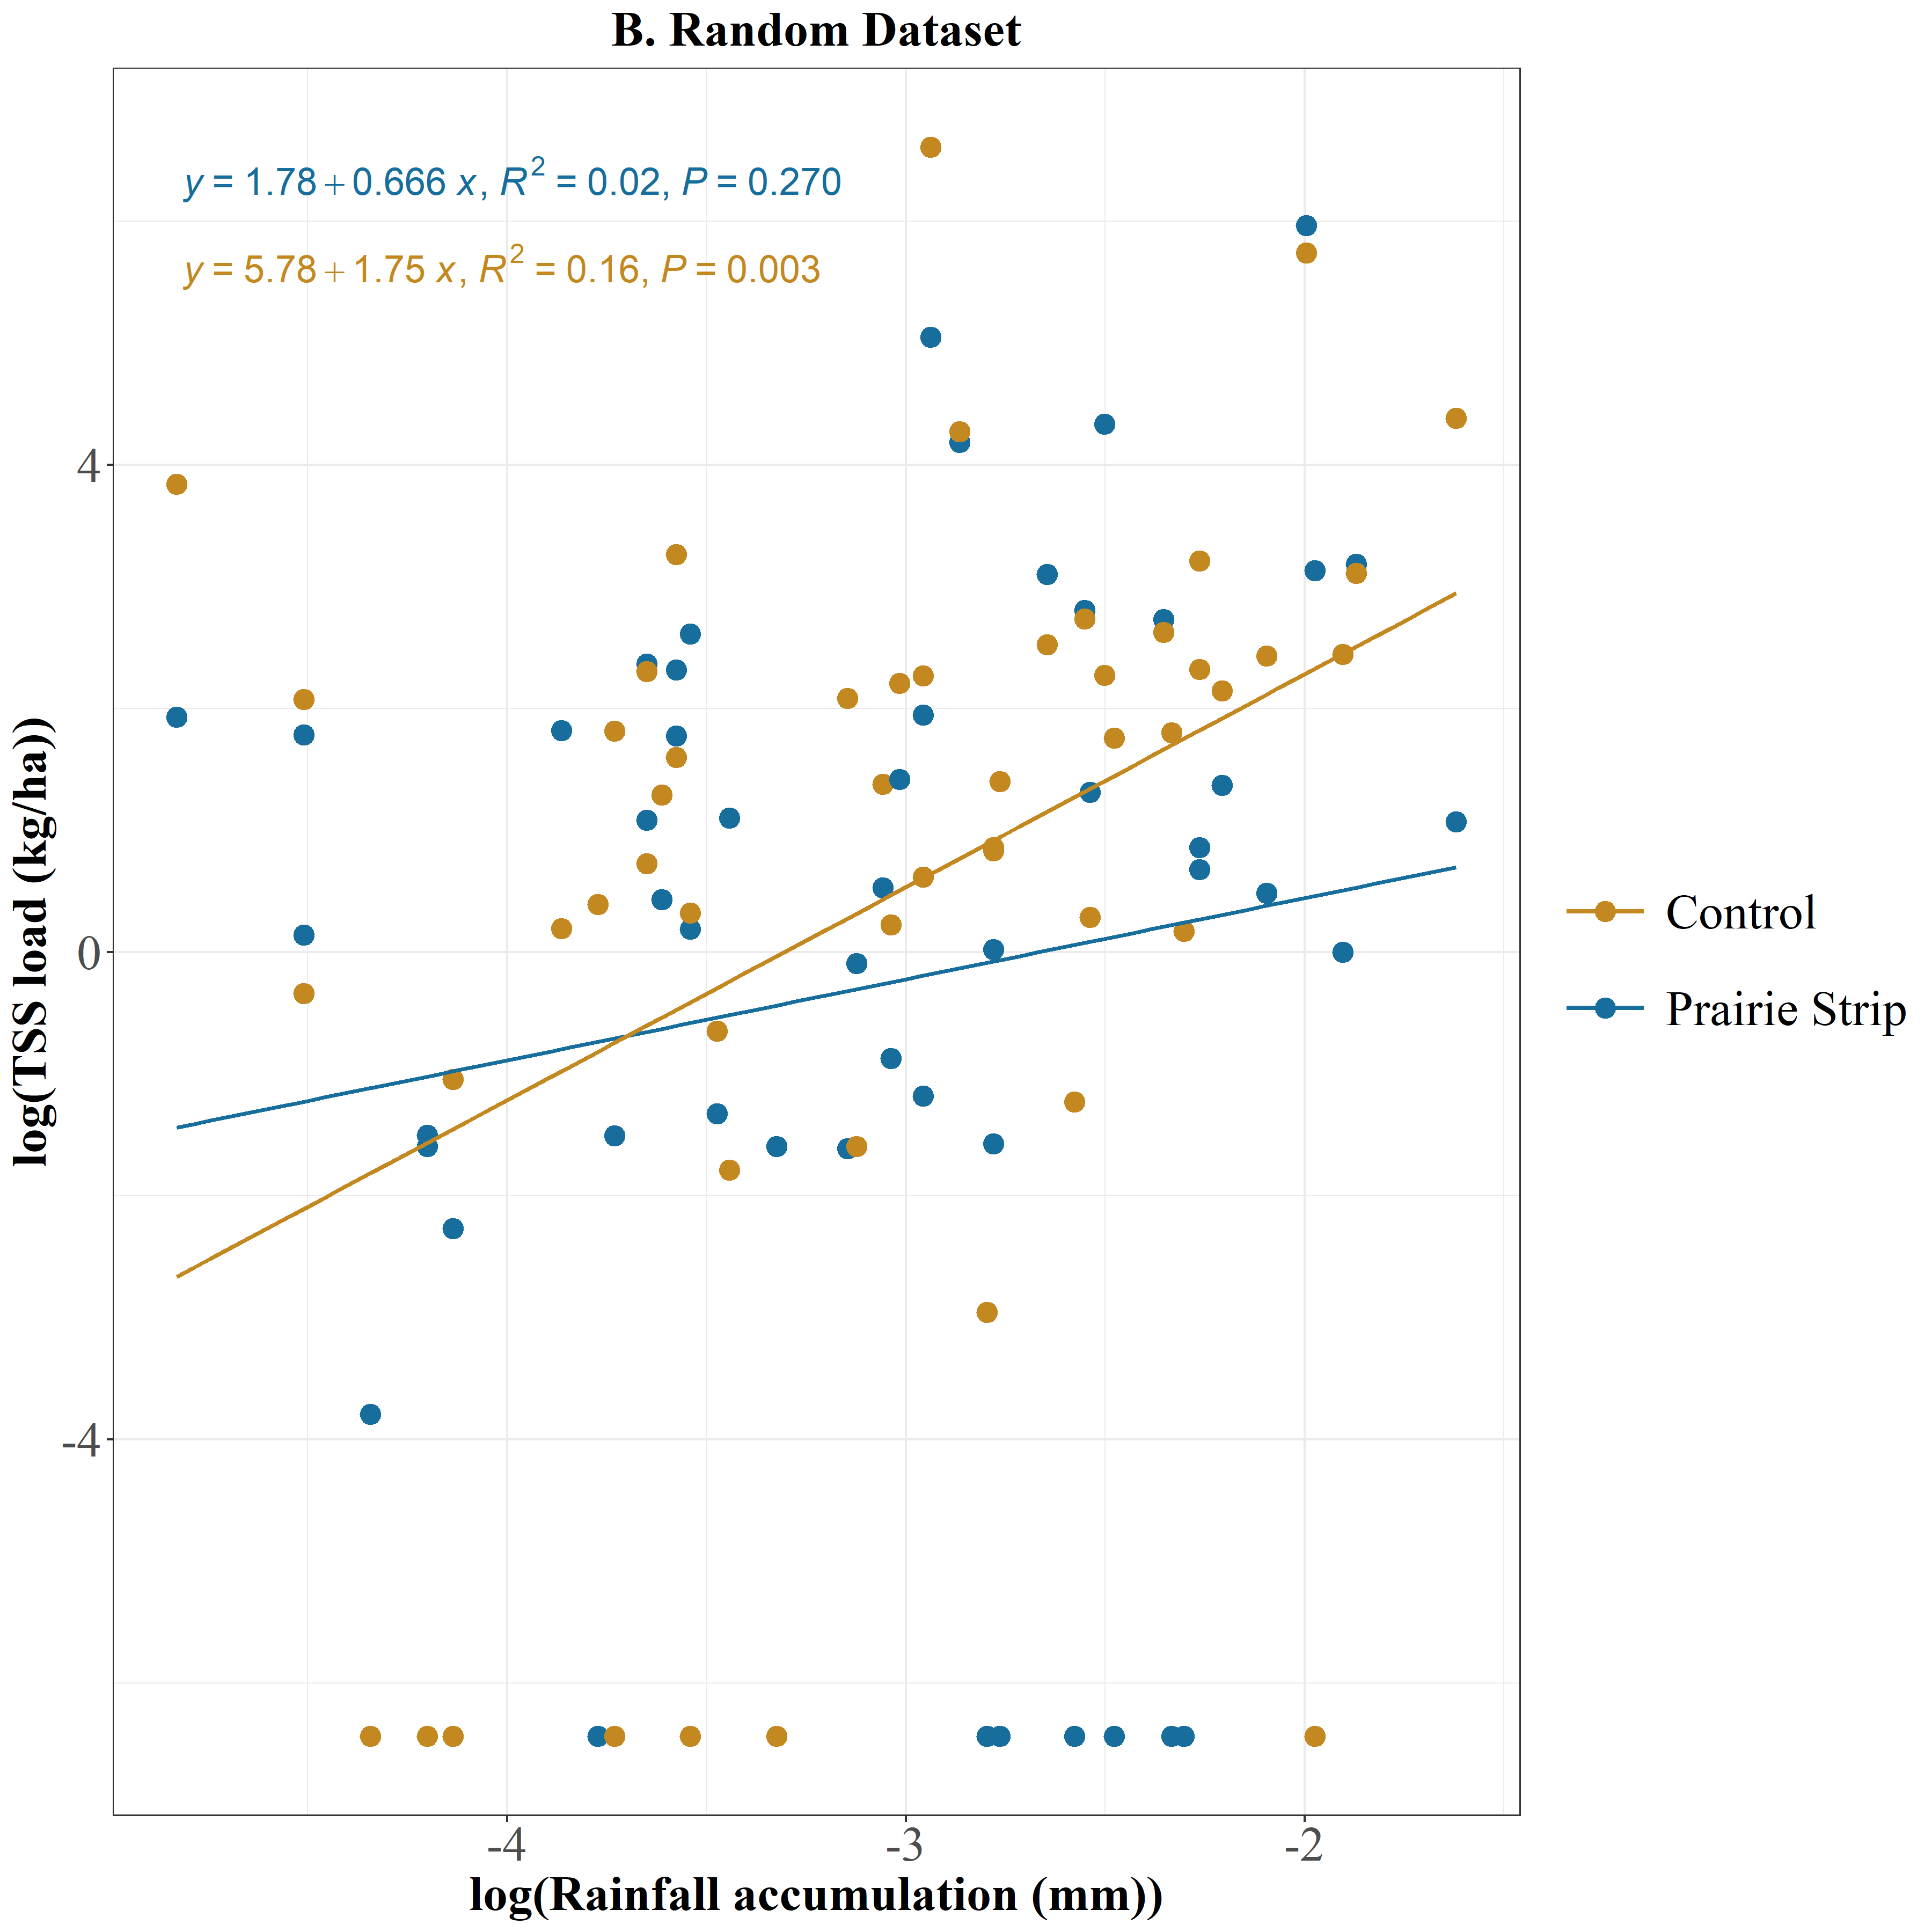 B. Random Dataset
y = 1.78 + 0.666 x, R² = 0.02, P = 0.270
y = 5.78 + 1.75 x, R² = 0.16, P = 0.003
log(TSS load (kg/ha))
4
0
-4
-4
-3
-2
log(Rainfall accumulation (mm))
Control
Prairie Strip